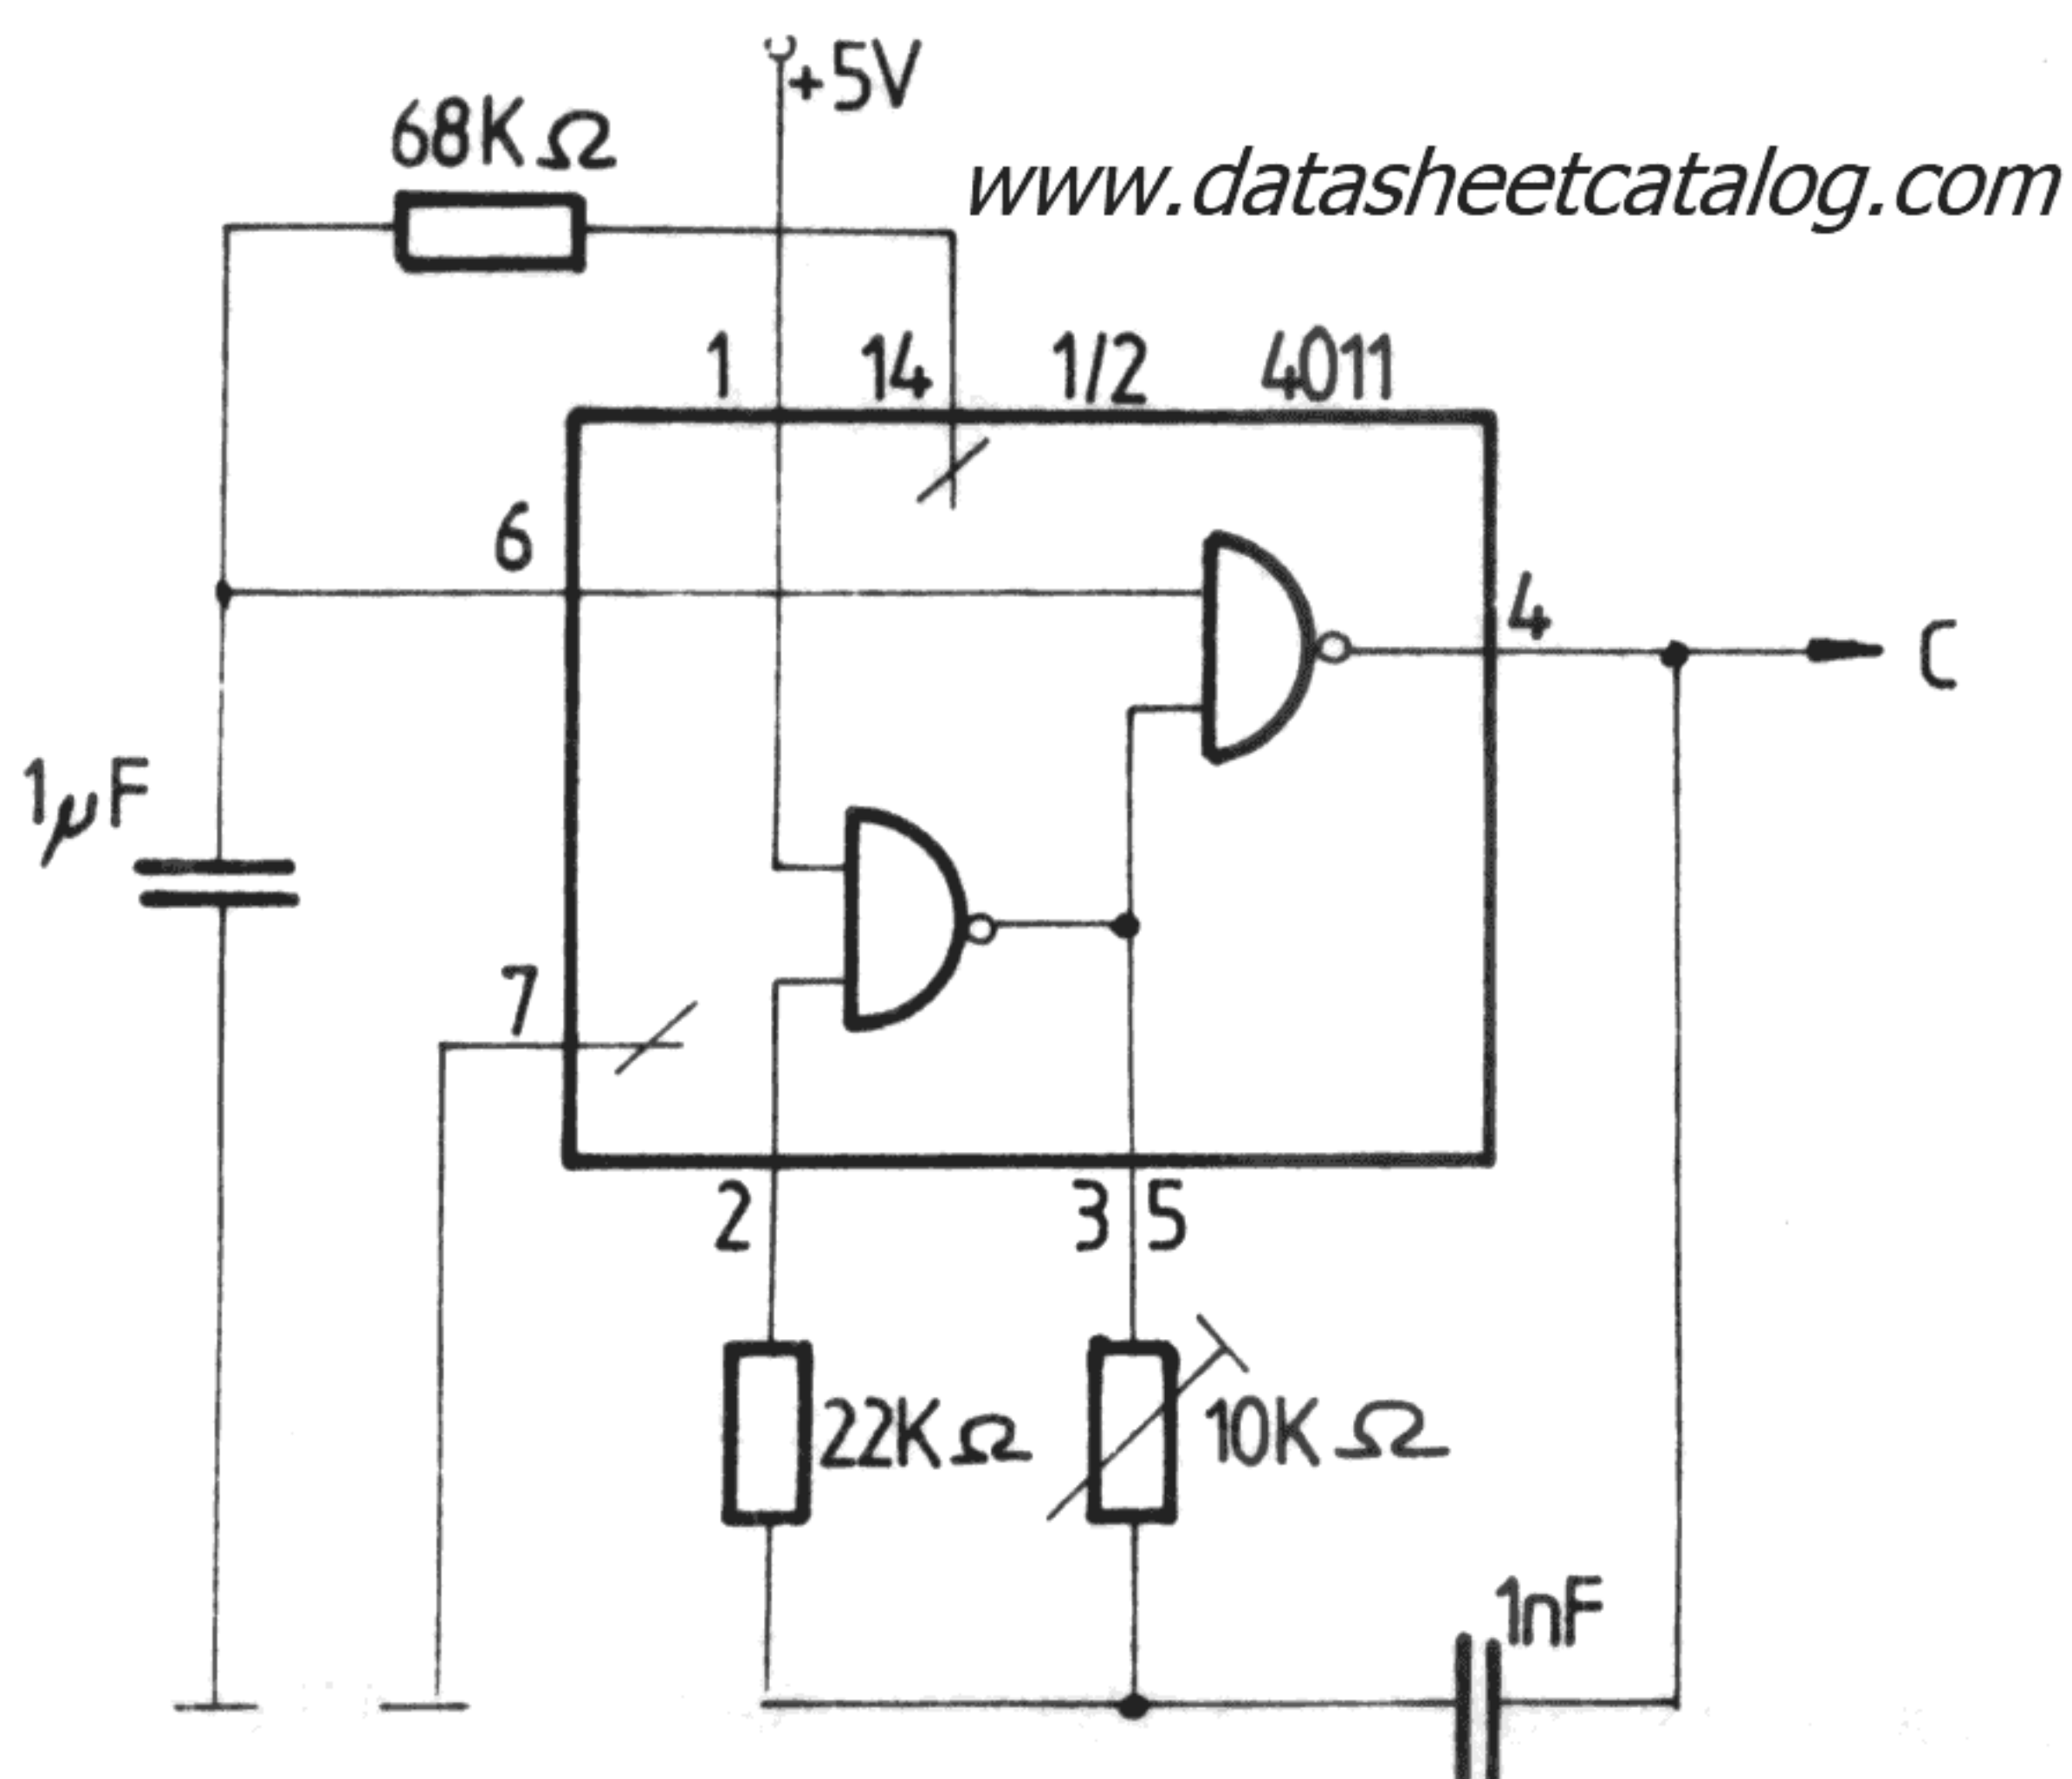 +5V
68KΩ
www.datasheetcatalog.com
1 14 1/2 4011
6
4
C
1µF
7
2 3 5
22KΩ 10KΩ
1nF